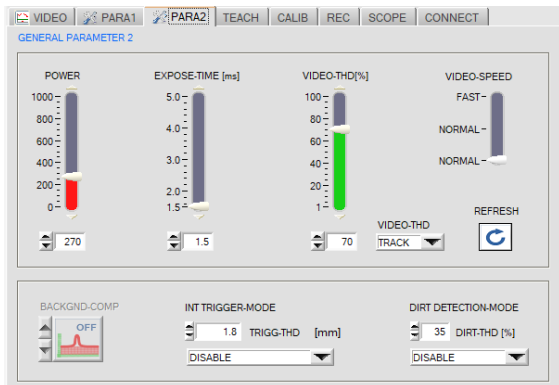 VIDEO PARA1 PARA2 TEACH CALIB REC SCOPE CONNECT
GENERAL PARAMETER 2
POWER EXPOSE-TIME [ms] VIDEO-THD[%] VIDEO-SPEED
1000 5.0 100 FAST
800 80
4.0 NORMAL
600 60
400 3.0 40 NORMAL
200 2.0 20
0 1.5 1
REFRESH
VIDEO-THD
270 1.5 70 TRACK
BACKGND-COMP INT TRIGGER-MODE DIRT DETECTION-MODE
OFF 1.8 TRIGG-THD [mm] 35 DIRT-THD [%]
DISABLE DISABLE